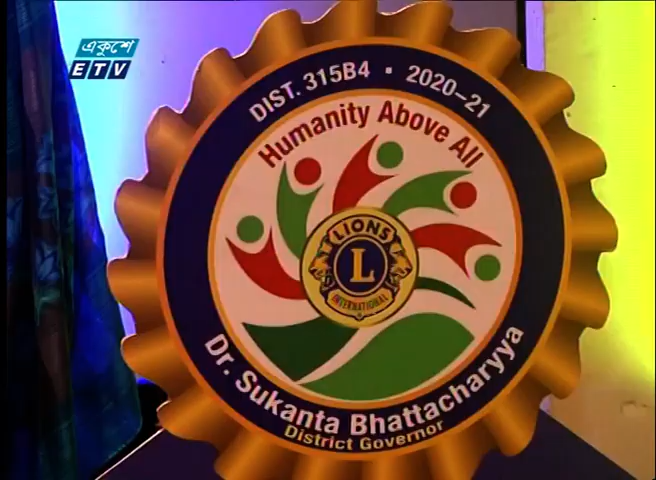 একুশে
ETV
DIST. 315B4 • 2020-21
Humanity Above All
LIONS
L
INTERNATIONAL
Dr. Sukanta Bhattacharyya
District Governor